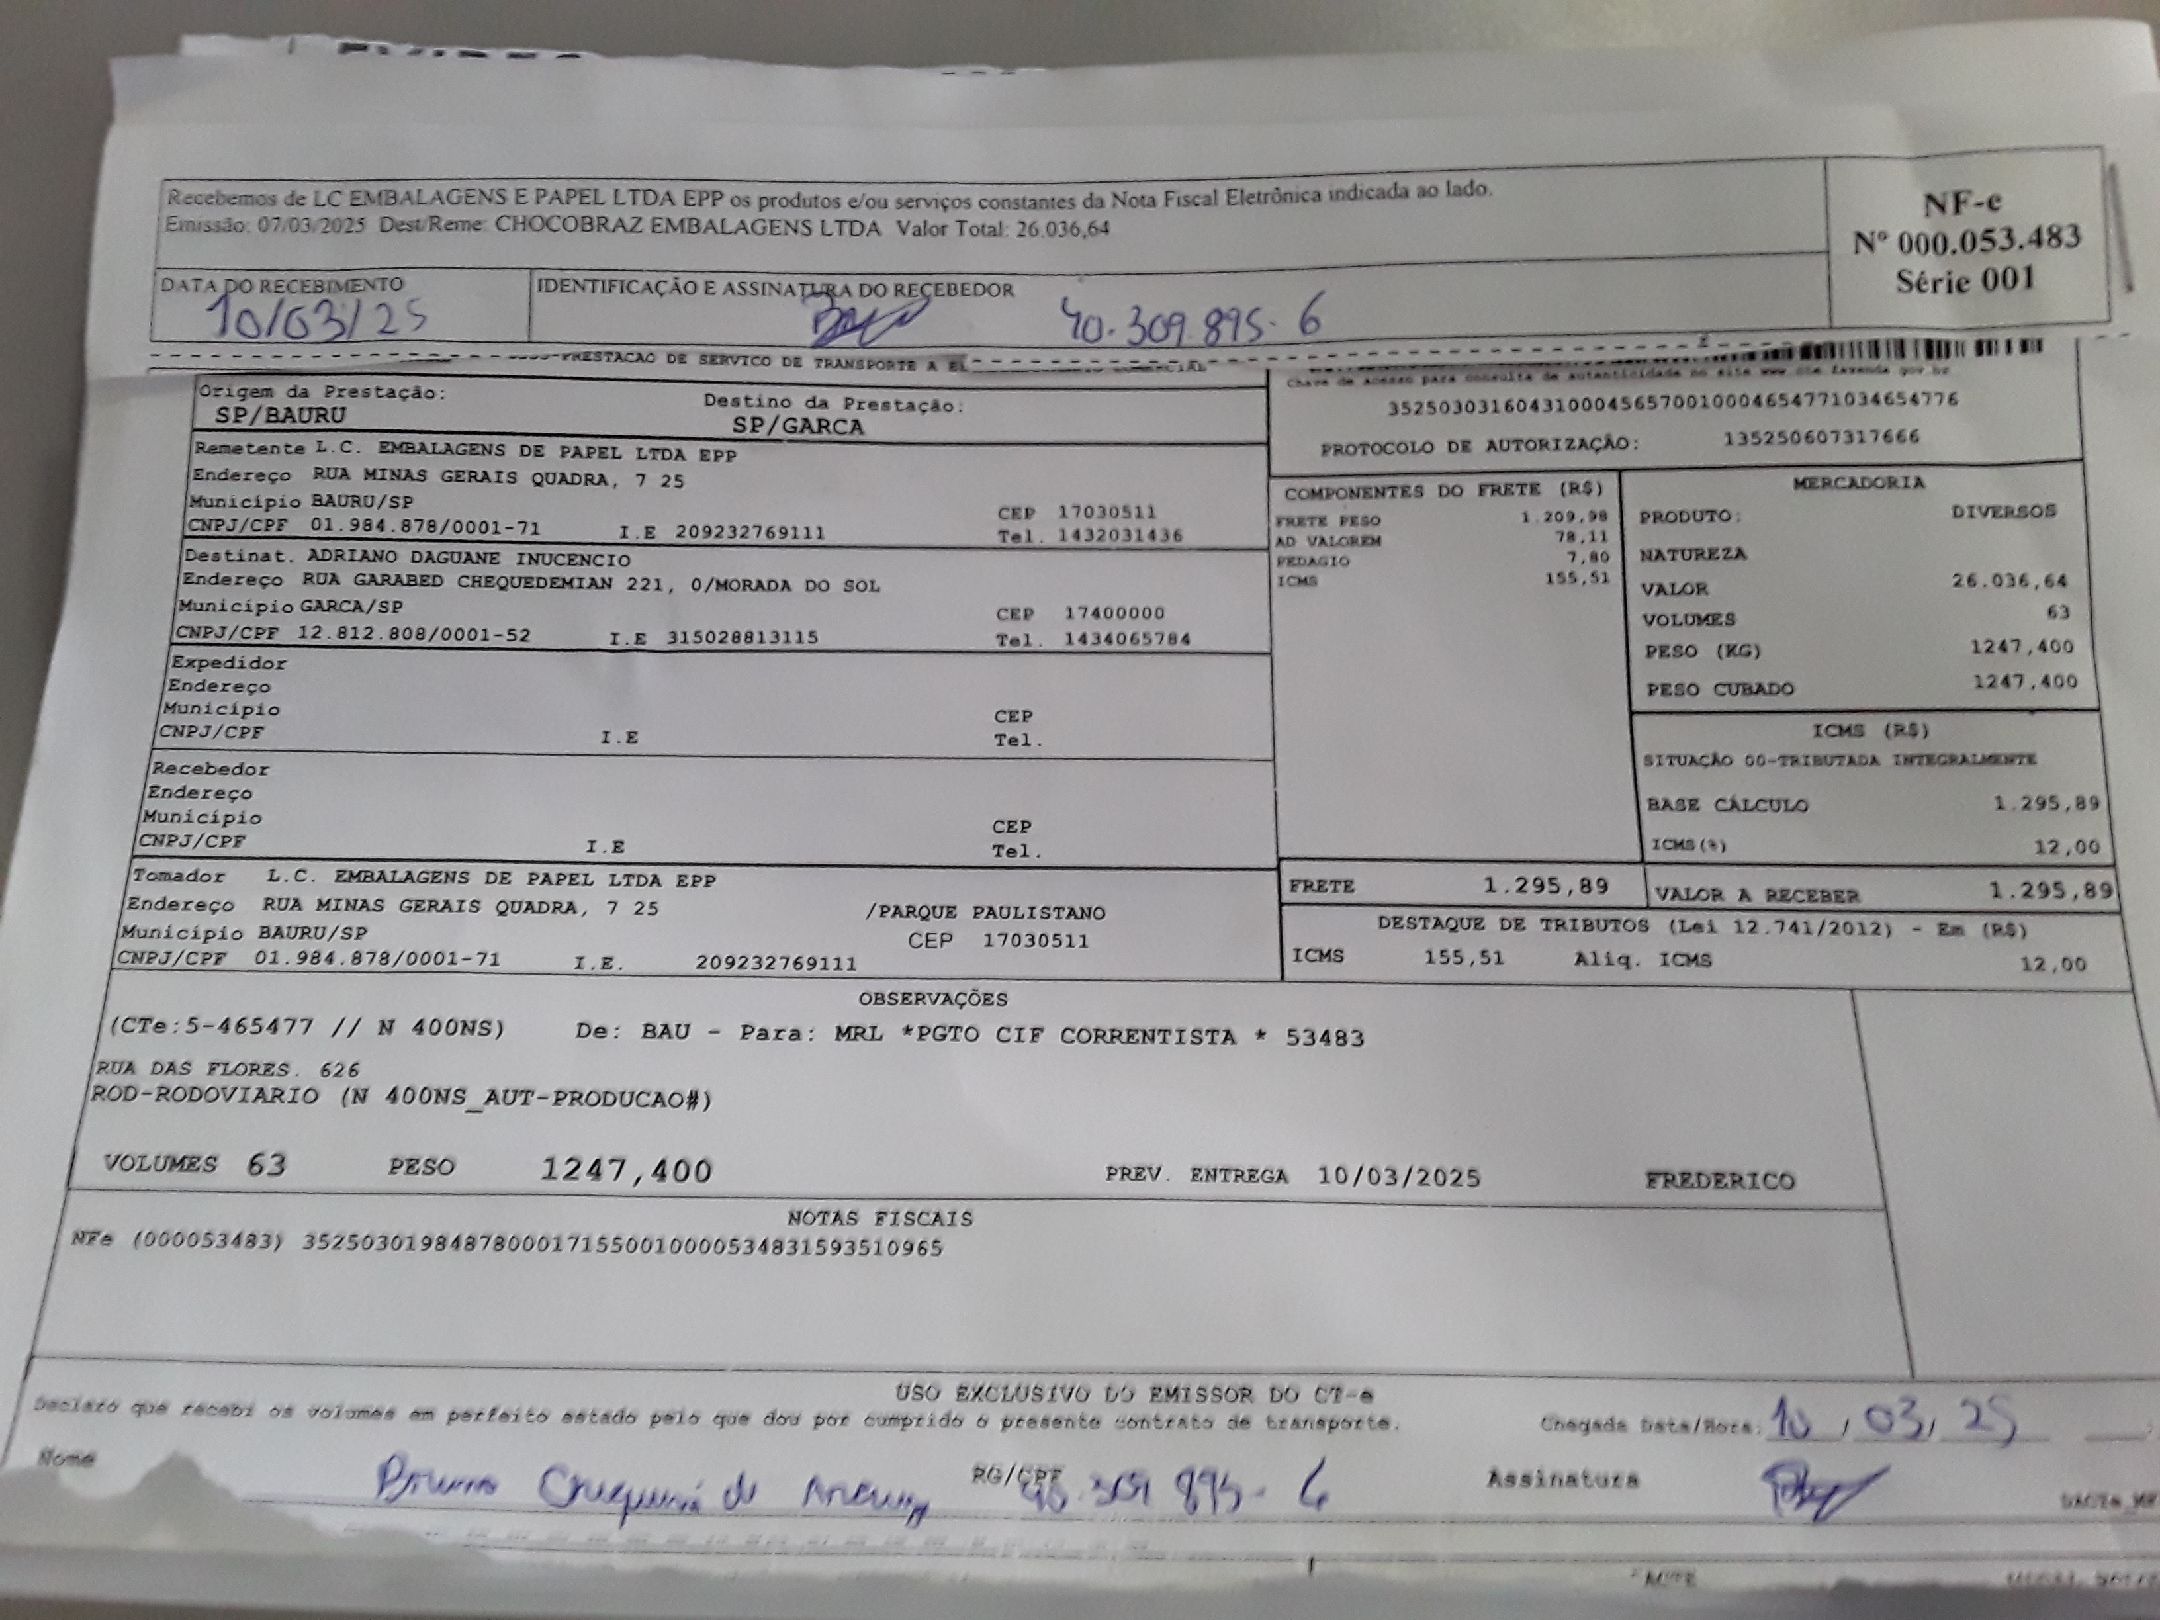 Recebemos de LC EMBALAGENS E PAPEL LTDA EPP os produtos e/ou serviços constantes da Nota Fiscal Eletrônica indicada ao lado.
Emissão: 07/03/2025 Dest/Reme: CHOCOBRAZ EMBALAGENS LTDA Valor Total: 26.036,64
NF-e
Nº 000.053.483
Série 001
DATA DO RECEBIMENTO
10/03/25
IDENTIFICAÇÃO E ASSINATURA DO RECEBEDOR
40.309.895-6
PRESTACAO DE SERVICO DE TRANSPORTE A
Origem da Prestação:
SP/BAURU
Destino da Prestação:
SP/GARCA
Chave de acesso para consulta de autenticidade no site www.cte.fazenda.gov.br
35250303160431000456570010004654771034654776
PROTOCOLO DE AUTORIZAÇÃO: 135250607317666
Remetente L.C. EMBALAGENS DE PAPEL LTDA EPP
Endereço RUA MINAS GERAIS QUADRA, 7 25
Município BAURU/SP CEP 17030511
CNPJ/CPF 01.984.878/0001-71 I.E 209232769111 Tel. 1432031436
Destinat. ADRIANO DAGUANE INUCENCIO
Endereço RUA GARABED CHEQUEDEMIAN 221, 0/MORADA DO SOL
Município GARCA/SP CEP 17400000
CNPJ/CPF 12.812.808/0001-52 I.E 315028813115 Tel. 1434065784
Expedidor
Endereço
Município CEP
CNPJ/CPF I.E Tel.
Recebedor
Endereço
Município CEP
CNPJ/CPF I.E Tel.
Tomador L.C. EMBALAGENS DE PAPEL LTDA EPP
Endereço RUA MINAS GERAIS QUADRA, 7 25 /PARQUE PAULISTANO
Município BAURU/SP CEP 17030511
CNPJ/CPF 01.984.878/0001-71 I.E. 209232769111
COMPONENTES DO FRETE (R$)
FRETE PESO 1.209,98
AD VALOREM 78,11
PEDAGIO 7,80
ICMS 155,51
MERCADORIA
PRODUTO: DIVERSOS
NATUREZA
VALOR 26.036,64
VOLUMES 63
PESO (KG) 1247,400
PESO CUBADO 1247,400
ICMS (R$)
SITUAÇÃO 00-TRIBUTADA INTEGRALMENTE
BASE CÁLCULO 1.295,89
ICMS(%) 12,00
FRETE 1.295,89 VALOR A RECEBER 1.295,89
DESTAQUE DE TRIBUTOS (Lei 12.741/2012) - Em (R$)
ICMS 155,51 Aliq. ICMS 12,00
OBSERVAÇÕES
(CTe:5-465477 // N 400NS) De: BAU - Para: MRL *PGTO CIF CORRENTISTA * 53483
RUA DAS FLORES. 626
ROD-RODOVIARIO (N 400NS_AUT-PRODUCAO#)
VOLUMES 63 PESO 1247,400 PREV. ENTREGA 10/03/2025 FREDERICO
NOTAS FISCAIS
NFe (000053483) 35250301984878000171550010000534831593510965
USO EXCLUSIVO DO EMISSOR DO CT-e
Declaro que recebi os volumes em perfeito estado pelo que dou por cumprido o presente contrato de transporte.
Chegada Data/Hora: 10/03/25
Nome Bruno RG/CPF 40.309.895-6 Assinatura